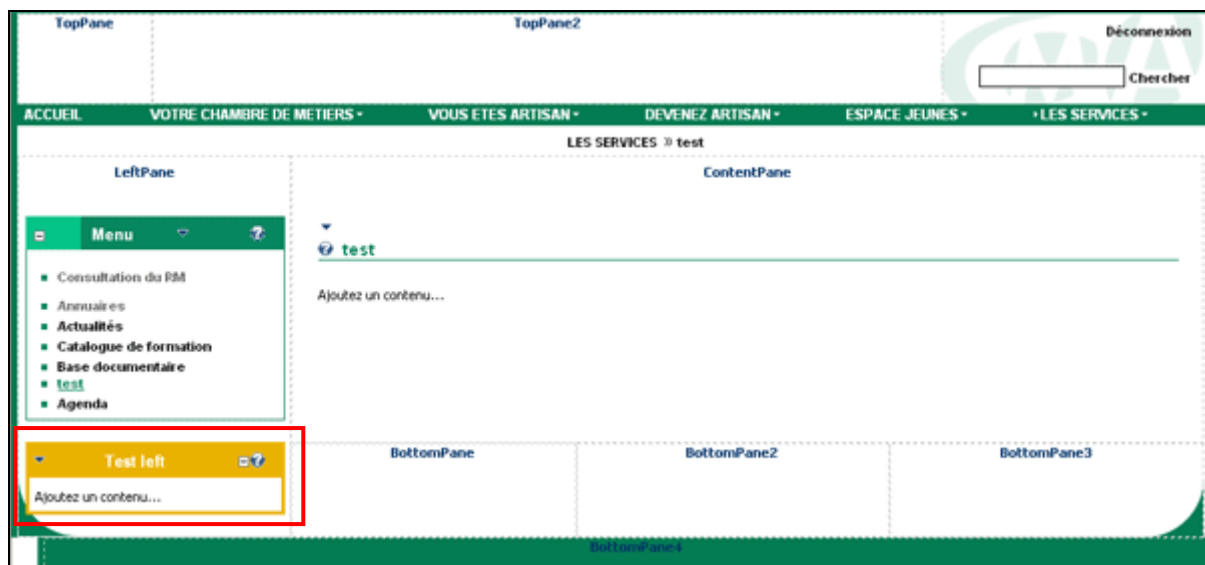 TopPane
TopPane2
Déconnexion
Chercher
ACCUEIL VOTRE CHAMBRE DE METIERS VOUS ETES ARTISAN DEVENEZ ARTISAN ESPACE JEUNES LES SERVICES
LES SERVICES » test
LeftPane
ContentPane
Menu
Consultation du RM
Annuaires
Actualités
Catalogue de formation
Base documentaire
test
Agenda
test
Ajoutez un contenu...
Test left
Ajoutez un contenu...
BottomPane
BottomPane2
BottomPane3
BottomPane4